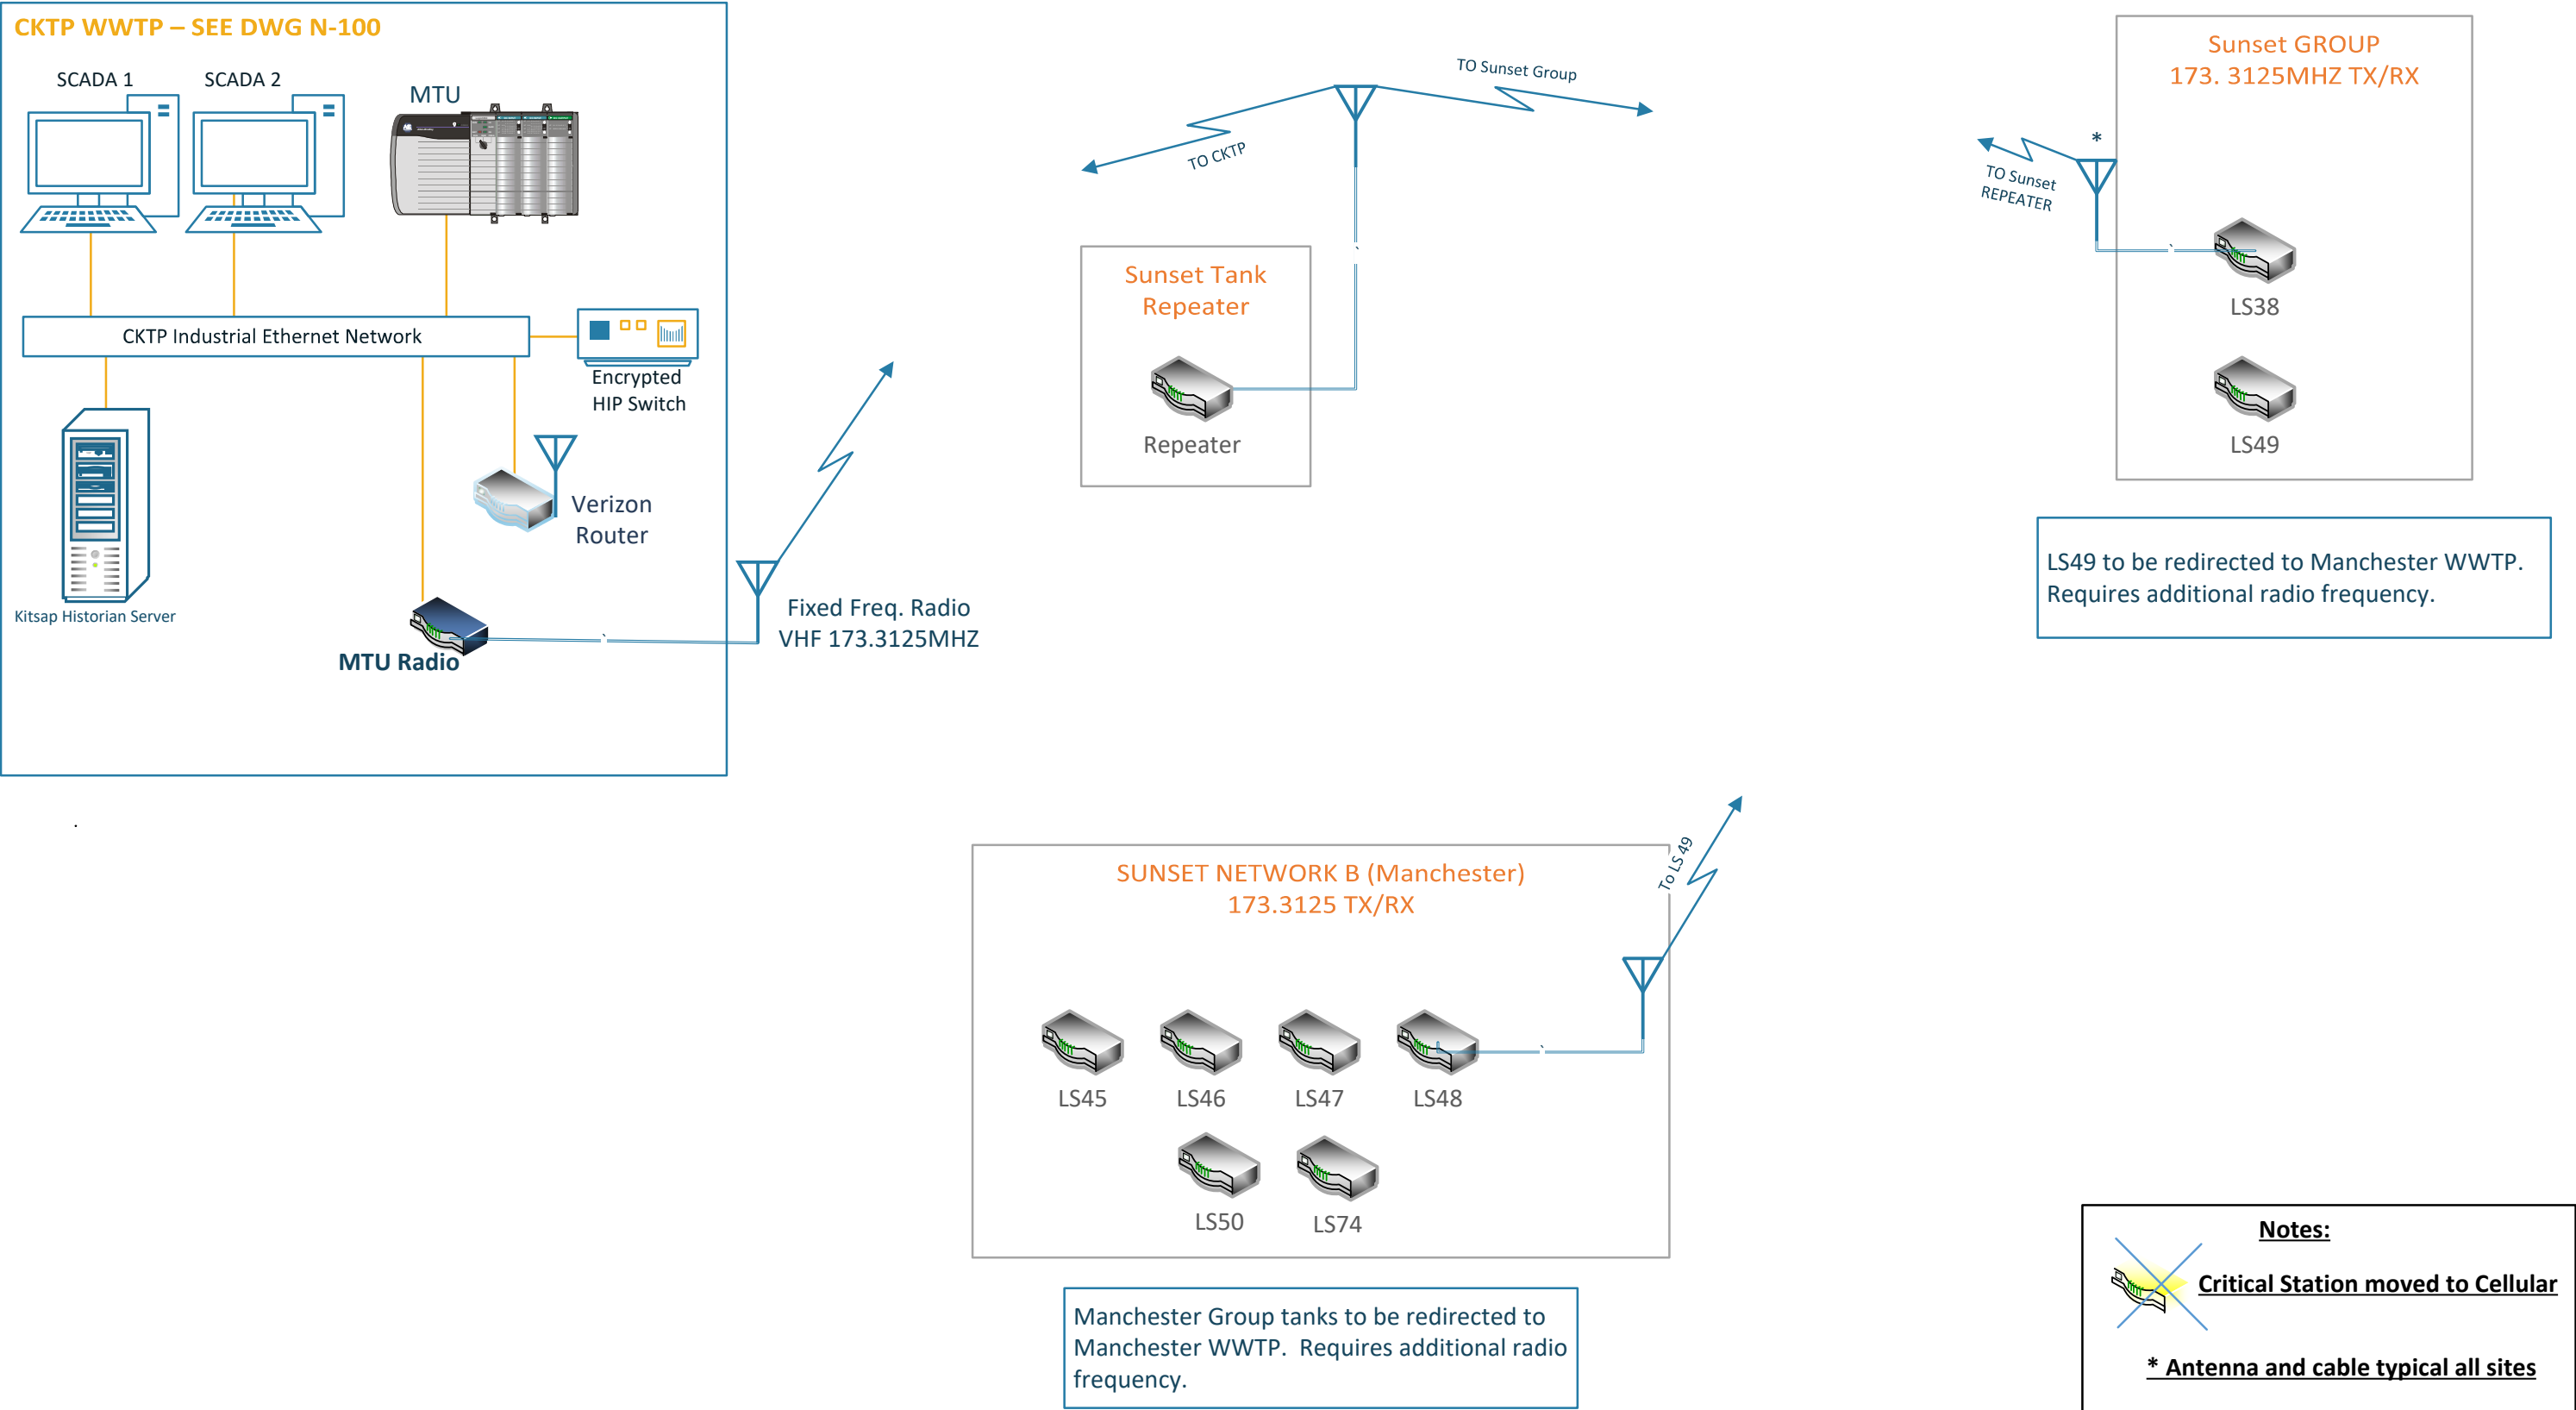 CKTP WWTP – SEE DWG N-100
SCADA 1
SCADA 2
MTU
CKTP Industrial Ethernet Network
Encrypted
HIP Switch
Verizon
Router
Kitsap Historian Server
MTU Radio
Fixed Freq. Radio
VHF 173.3125MHZ
TO CKTP
TO Sunset Group
Sunset Tank
Repeater
Repeater
Sunset GROUP
173. 3125MHZ TX/RX
*
TO Sunset
REPEATER
LS38
LS49
LS49 to be redirected to Manchester WWTP.
Requires additional radio frequency.
SUNSET NETWORK B (Manchester)
173.3125 TX/RX
To LS 49
LS45
LS46
LS47
LS48
LS50
LS74
Manchester Group tanks to be redirected to
Manchester WWTP. Requires additional radio
frequency.
Notes:
Critical Station moved to Cellular
* Antenna and cable typical all sites